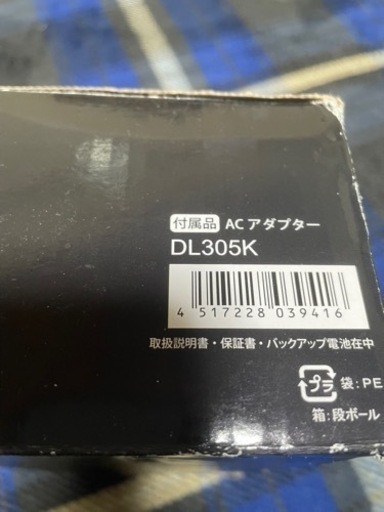 付属品 ACアダプター
DL305K
4 517228 039416
取扱説明書・保証書・バックアップ電池在中
プラ 袋:PE
箱:段ボール